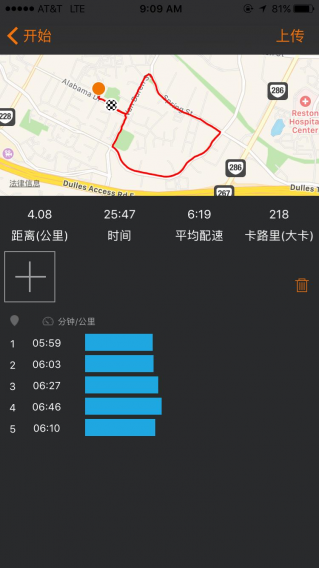 AT&T LTE 9:09 AM 81%
开始 上传
Alabama
Spring St
286
228
Reston
Hospital
Center
286
法律信息
Dulles Access Rd
Dulles
267
4.08 25:47 6:19 218
距离(公里) 时间 平均配速 卡路里(大卡)
分钟/公里
1 05:59
2 06:03
3 06:27
4 06:46
5 06:10